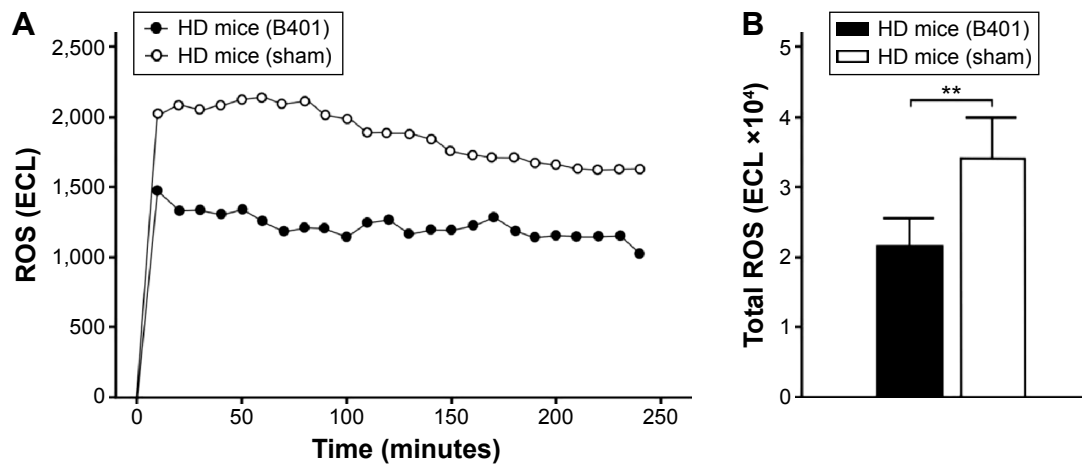 A
HD mice (B401)
HD mice (sham)
2,500
2,000
1,500
1,000
500
0
ROS (ECL)
0 50 100 150 200 250
Time (minutes)
B
HD mice (B401)
HD mice (sham)
**
5
4
3
2
1
0
Total ROS (ECL ×10⁴)